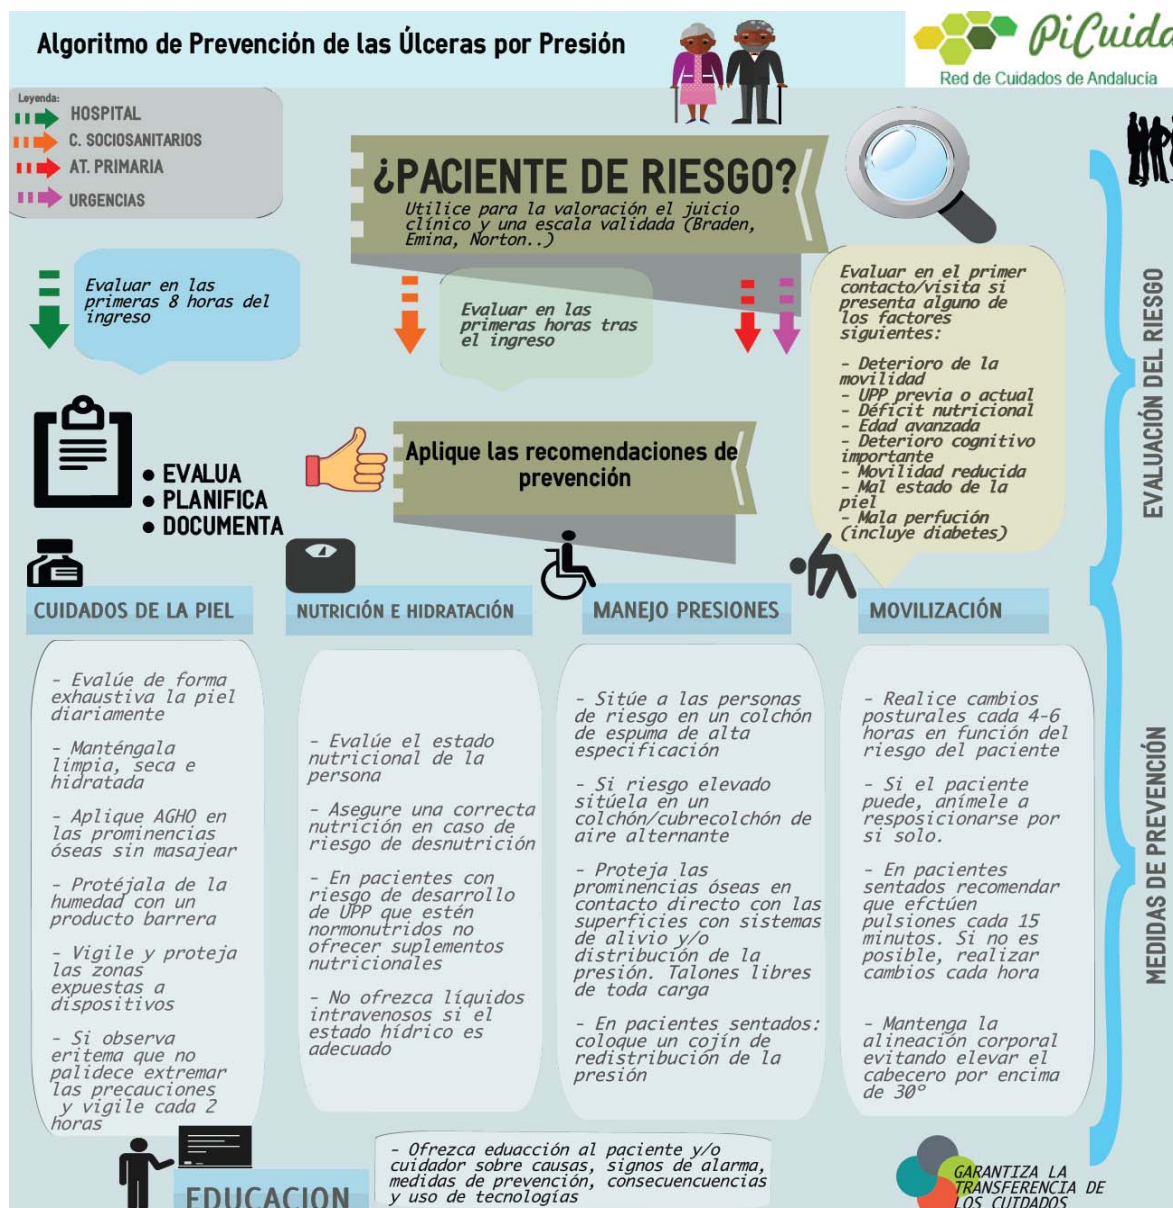 Algoritmo de Prevención de las Úlceras por Presión
PiCuida
Red de Cuidados de Andalucia
Leyenda:
HOSPITAL
C. SOCIOSANITARIOS
AT. PRIMARIA
URGENCIAS
¿PACIENTE DE RIESGO?
Utilice para la valoración el juicio
clínico y una escala validada (Braden,
Emina, Norton..)
Evaluar en las
primeras 8 horas del
ingreso
Evaluar en las
primeras horas tras
el ingreso
Evaluar en el primer
contacto/visita si
presenta alguno de
los factores
siguientes:
- Deterioro de la
movilidad
- UPP previa o actual
- Déficit nutricional
- Edad avanzada
- Deterioro cognitivo
importante
- Movilidad reducida
- Mal estado de la
piel
- Mala perfución
(incluye diabetes)
EVALUACIÓN DEL RIESGO
• EVALUA
• PLANIFICA
• DOCUMENTA
Aplique las recomendaciones de
prevención
CUIDADOS DE LA PIEL
- Evalúe de forma
exhaustiva la piel
diariamente
- Manténgala
limpia, seca e
hidratada
- Aplique AGHO en
las prominencias
óseas sin masajear
- Protéjala de la
humedad con un
producto barrera
- Vigile y proteja
las zonas
expuestas a
dispositivos
- Si observa
eritema que no
palidece extremar
las precauciones
y vigile cada 2
horas
NUTRICIÓN E HIDRATACIÓN
- Evalúe el estado
nutricional de la
persona
- Asegure una correcta
nutrición en caso de
riesgo de desnutrición
- En pacientes con
riesgo de desarrollo
de UPP que estén
normonutridos no
ofrecer suplementos
nutricionales
- No ofrezca líquidos
intravenosos si el
estado hídrico es
adecuado
MANEJO PRESIONES
- Sitúe a las personas
de riesgo en un colchón
de espuma de alta
especificación
- Si riesgo elevado
sitúela en un
colchón/cubrecolchón de
aire alternante
- Proteja las
prominencias óseas en
contacto directo con las
superficies con sistemas
de alivio y/o
distribución de la
presión. Talones libres
de toda carga
- En pacientes sentados:
coloque un cojín de
redistribución de la
presión
MOVILIZACIÓN
- Realice cambios
posturales cada 4-6
horas en función del
riesgo del paciente
- Si el paciente
puede, anímele a
resposicionarse por
si solo.
- En pacientes
sentados recomendar
que efctúen
pulsiones cada 15
minutos. Si no es
posible, realizar
cambios cada hora
- Mantenga la
alineación corporal
evitando elevar el
cabecero por encima
de 30º
MEDIDAS DE PREVENCIÓN
EDUCACION
- Ofrezca eduacción al paciente y/o
cuidador sobre causas, signos de alarma,
medidas de prevención, consecuencuencias
y uso de tecnologías
GARANTIZA LA
TRANSFERENCIA DE
LOS CUIDADOS